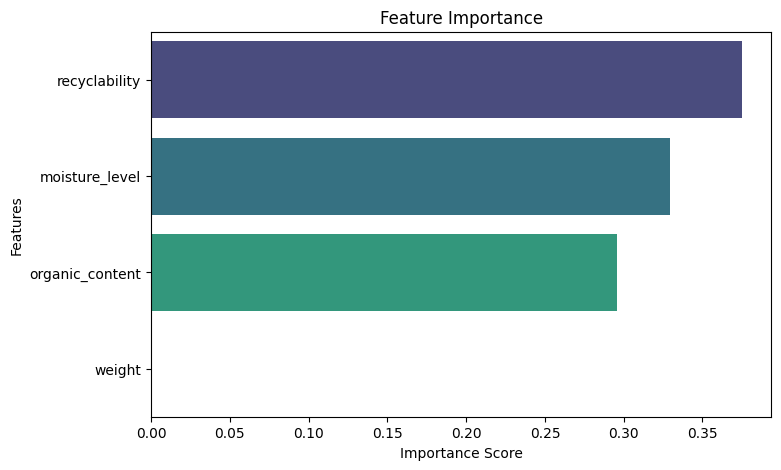 Feature Importance
recyclability
moisture_level
organic_content
weight
Features
0.00 0.05 0.10 0.15 0.20 0.25 0.30 0.35
Importance Score